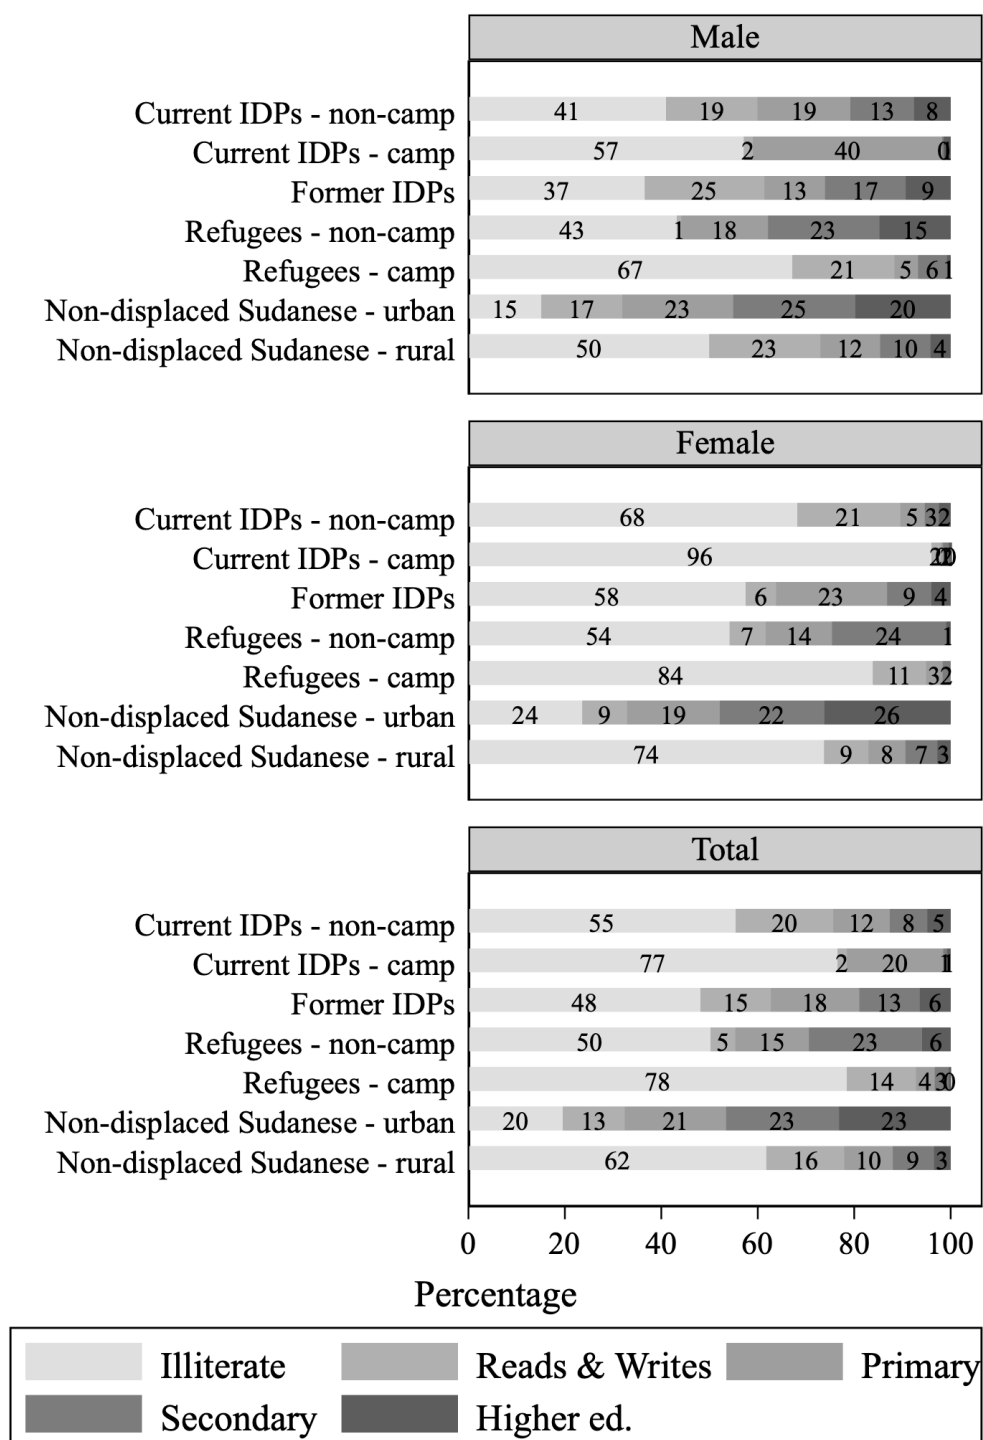 Male
Current IDPs - non-camp 41 19 19 13 8
Current IDPs - camp 57 2 40 0 1
Former IDPs 37 25 13 17 9
Refugees - non-camp 43 1 18 23 15
Refugees - camp 67 21 5 6 1
Non-displaced Sudanese - urban 15 17 23 25 20
Non-displaced Sudanese - rural 50 23 12 10 4
Female
Current IDPs - non-camp 68 21 5 3 2
Current IDPs - camp 96
Former IDPs 58 6 23 9 4
Refugees - non-camp 54 7 14 24 1
Refugees - camp 84 11 3 2
Non-displaced Sudanese - urban 24 9 19 22 26
Non-displaced Sudanese - rural 74 9 8 7 3
Total
Current IDPs - non-camp 55 20 12 8 5
Current IDPs - camp 77 2 20 1
Former IDPs 48 15 18 13 6
Refugees - non-camp 50 5 15 23 6
Refugees - camp 78 14 4 3 0
Non-displaced Sudanese - urban 20 13 21 23 23
Non-displaced Sudanese - rural 62 16 10 9 3
0 20 40 60 80 100
Percentage
Illiterate Reads & Writes Primary
Secondary Higher ed.